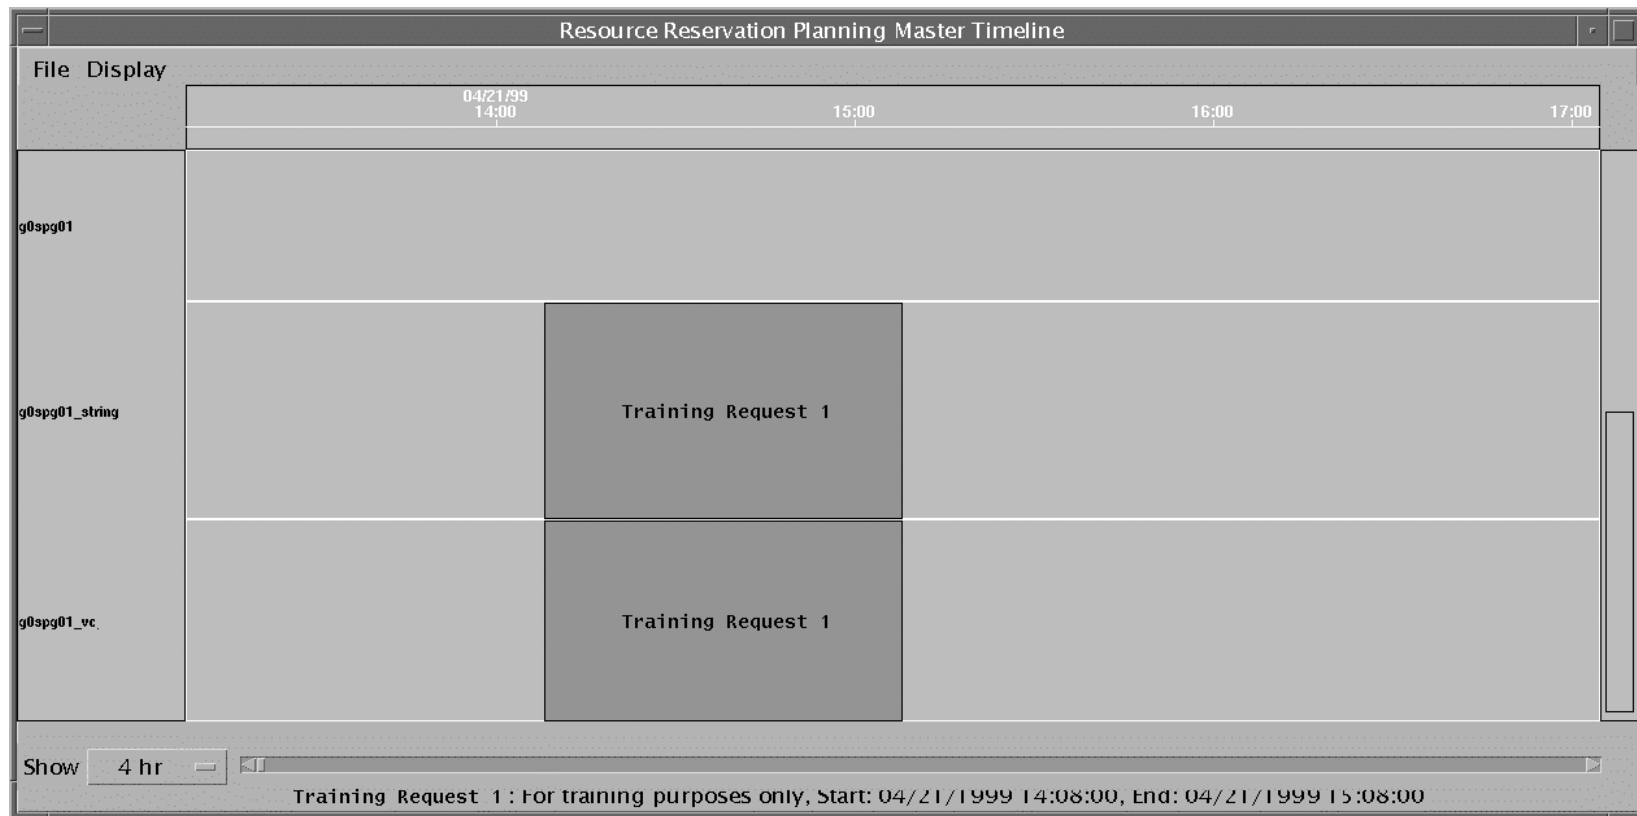 Resource Reservation Planning Master Timeline
File Display
04/21/99
14:00 15:00 16:00 17:00
g0spg01
g0spg01_string
Training Request 1
g0spg01_vc
Training Request 1
Show 4 hr
Training Request 1 : For training purposes only, Start: 04/21/1999 14:08:00, End: 04/21/1999 15:08:00